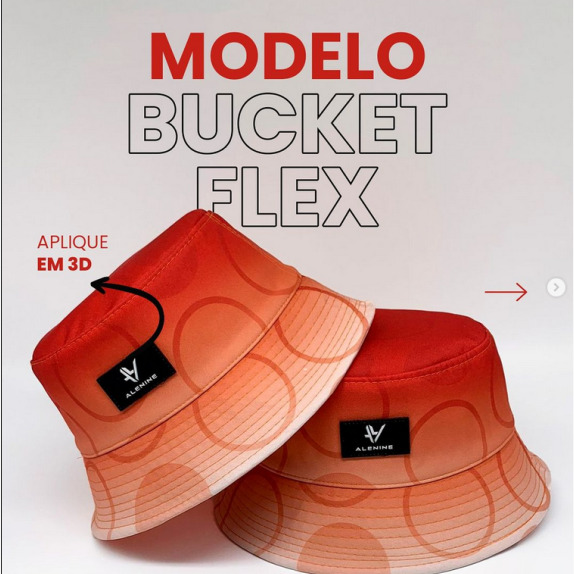 MODELO
BUCKET
FLEX
APLIQUE
EM 3D
ALENINE
ALENINE